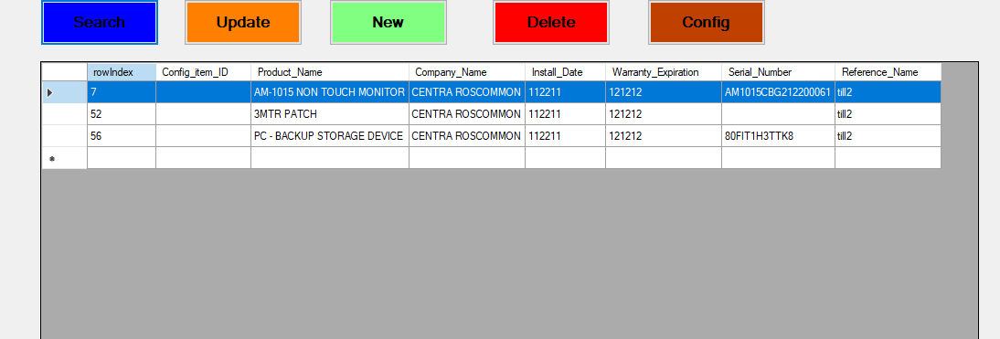 Search Update New Delete Config
rowIndex Config_item_ID Product_Name Company_Name Install_Date Warranty_Expiration Serial_Number Reference_Name
7 AM-1015 NON TOUCH MONITOR CENTRA ROSCOMMON 112211 121212 AM1015CBG212200061 till2
52 3MTR PATCH CENTRA ROSCOMMON 112211 121212 till2
56 PC - BACKUP STORAGE DEVICE CENTRA ROSCOMMON 112211 121212 80FIT1H3TTK8 till2